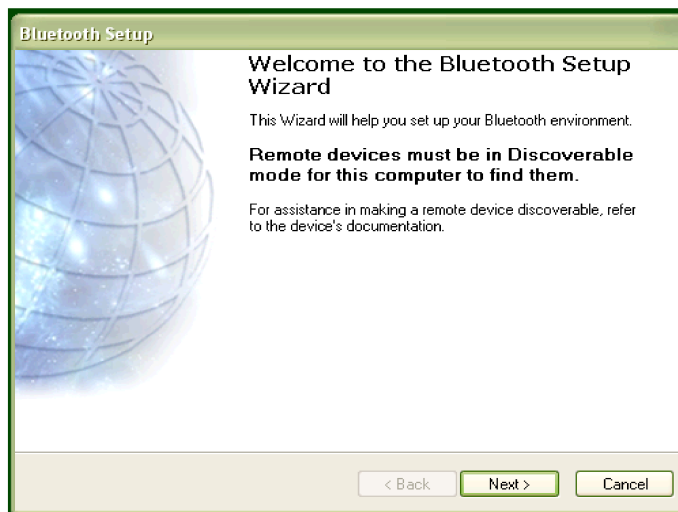 Bluetooth Setup
Welcome to the Bluetooth Setup
Wizard
This Wizard will help you set up your Bluetooth environment.
Remote devices must be in Discoverable
mode for this computer to find them.
For assistance in making a remote device discoverable, refer
to the device's documentation.
< Back
Next >
Cancel